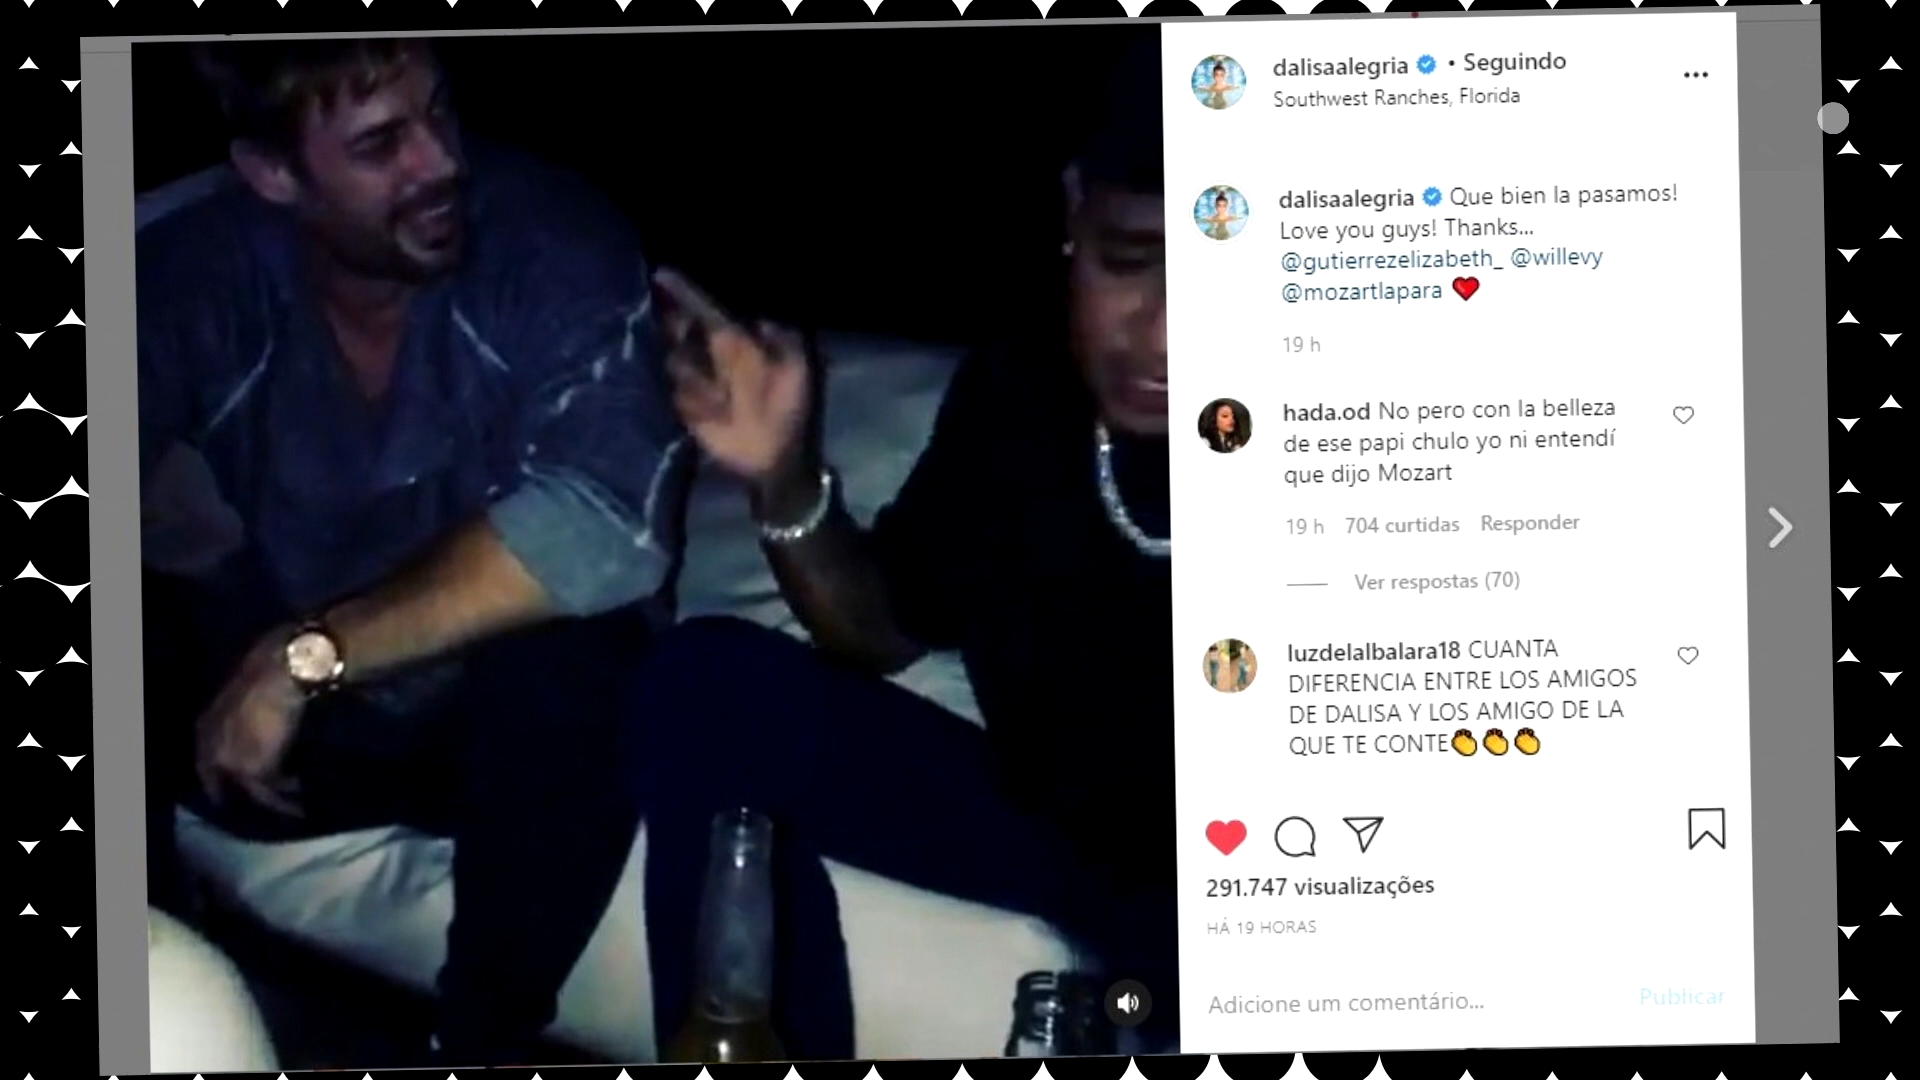 dalisaalegria • Seguindo
Southwest Ranches, Florida
dalisaalegria Que bien la pasamos!
Love you guys! Thanks...
@gutierrezelizabeth_ @willevy
@mozartlapara ❤️
19 h
hada.od No pero con la belleza
de ese papi chulo yo ni entendí
que dijo Mozart
19 h 704 curtidas Responder
Ver respostas (70)
luzdelalbalara18 CUANTA
DIFERENCIA ENTRE LOS AMIGOS
DE DALISA Y LOS AMIGO DE LA
QUE TE CONTE👏👏👏
291.747 visualizações
HÁ 19 HORAS
Adicione um comentário...
Publicar